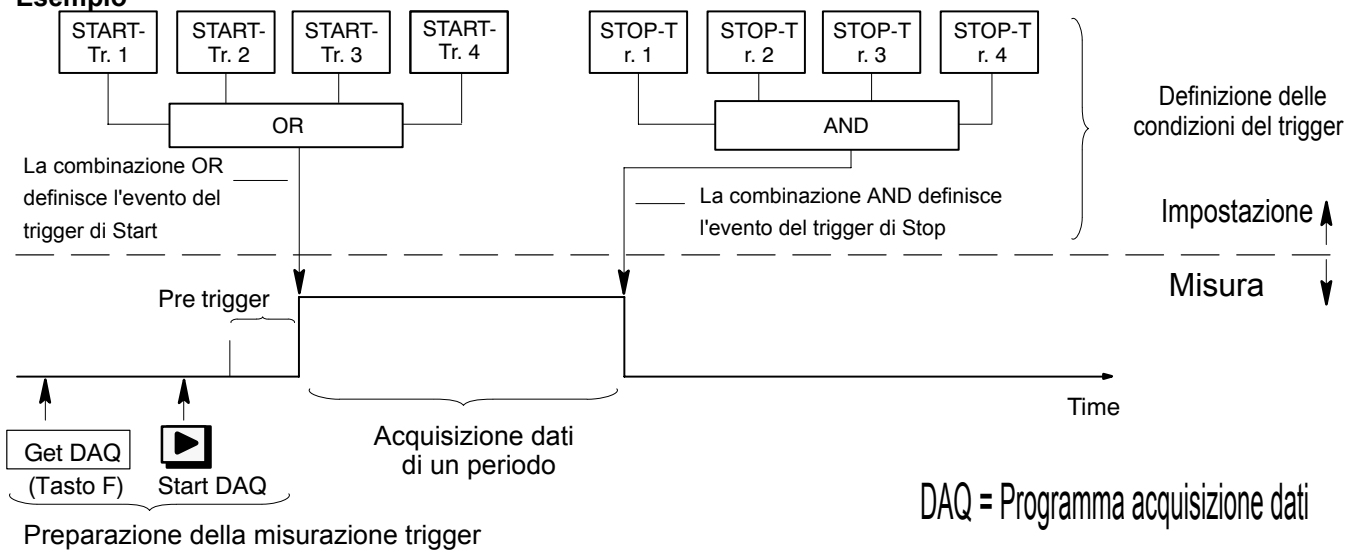 Esempio
START-
Tr. 1
START-
Tr. 2
START-
Tr. 3
START-
Tr. 4
STOP-T
r. 1
STOP-T
r. 2
STOP-T
r. 3
STOP-T
r. 4
OR
AND
Definizione delle
condizioni del trigger
La combinazione OR
definisce l'evento del
trigger di Start
La combinazione AND definisce
l'evento del trigger di Stop
Impostazione
Misura
Pre trigger
Time
Get DAQ
(Tasto F)
Start DAQ
Acquisizione dati
di un periodo
DAQ = Programma acquisizione dati
Preparazione della misurazione trigger